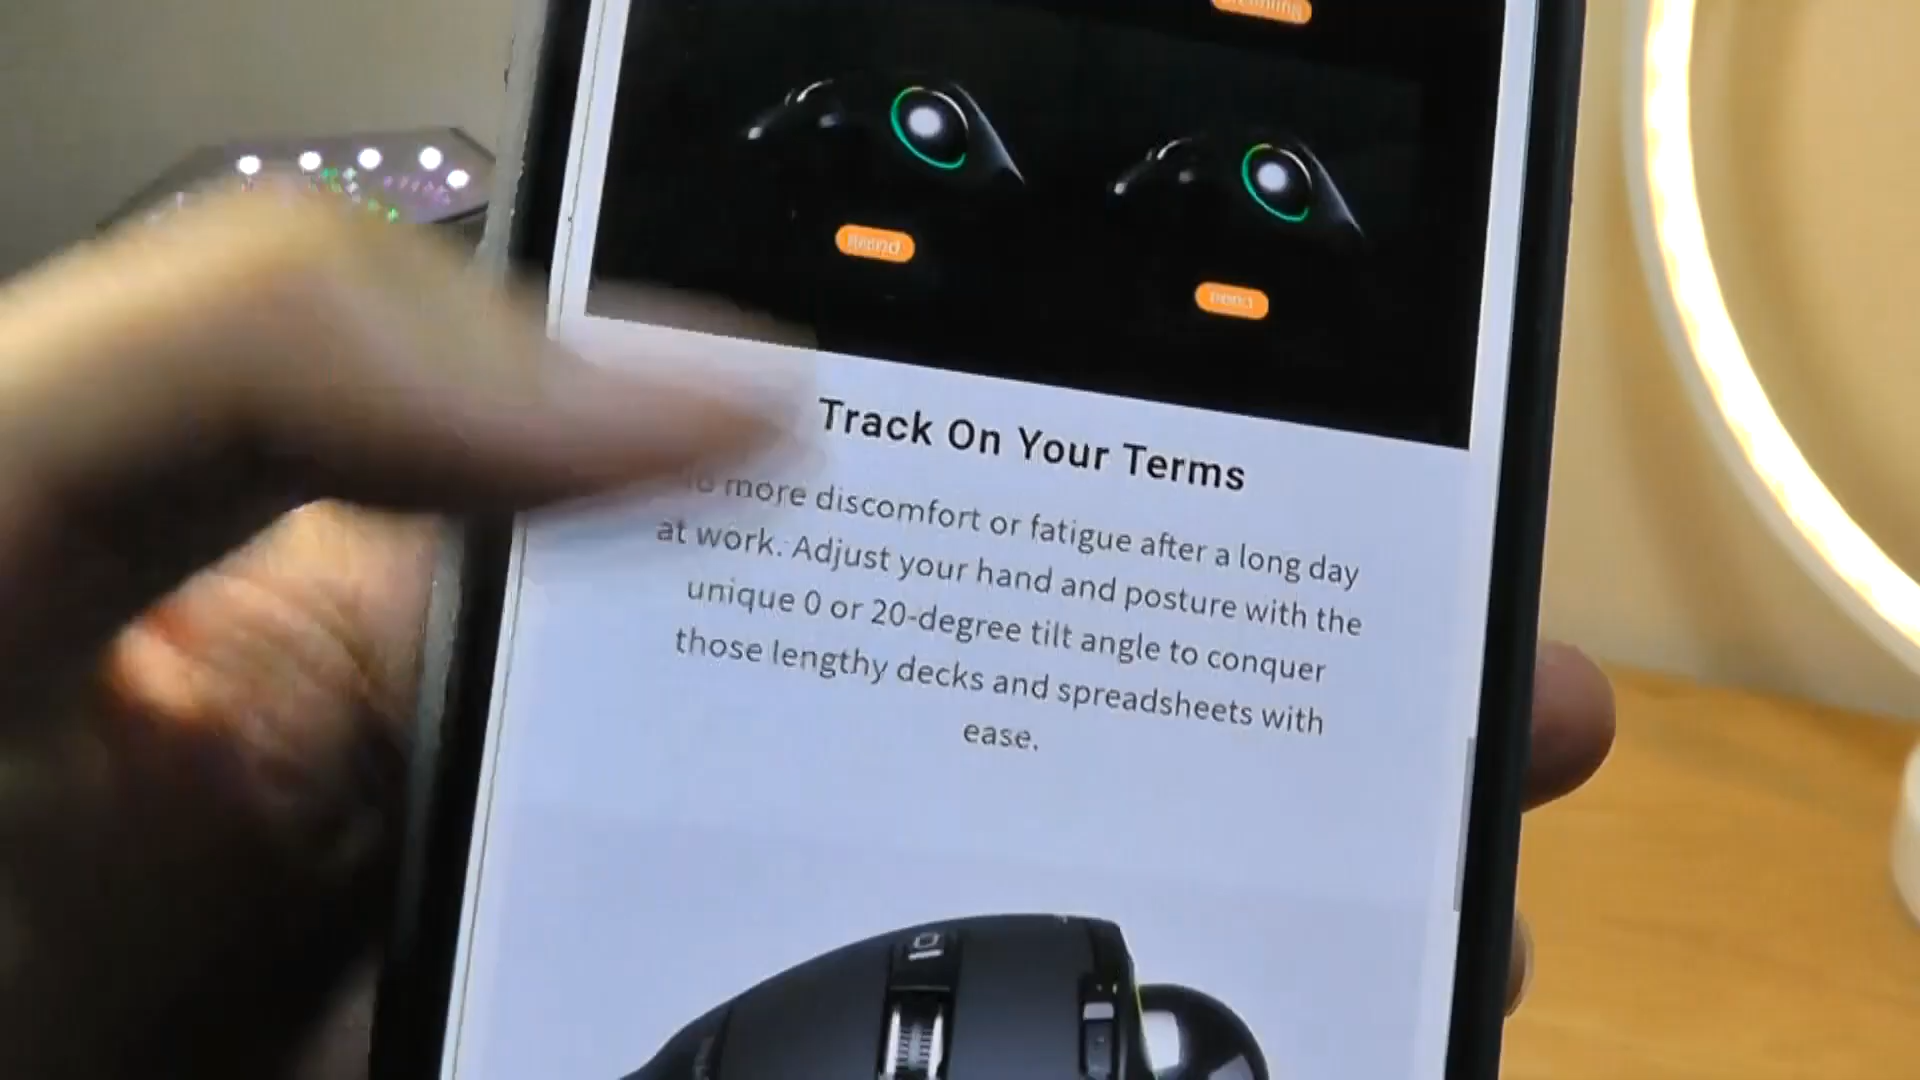 Track On Your Terms
more discomfort or fatigue after a long day
at work. Adjust your hand and posture with the
unique 0 or 20-degree tilt angle to conquer
those lengthy decks and spreadsheets with
ease.